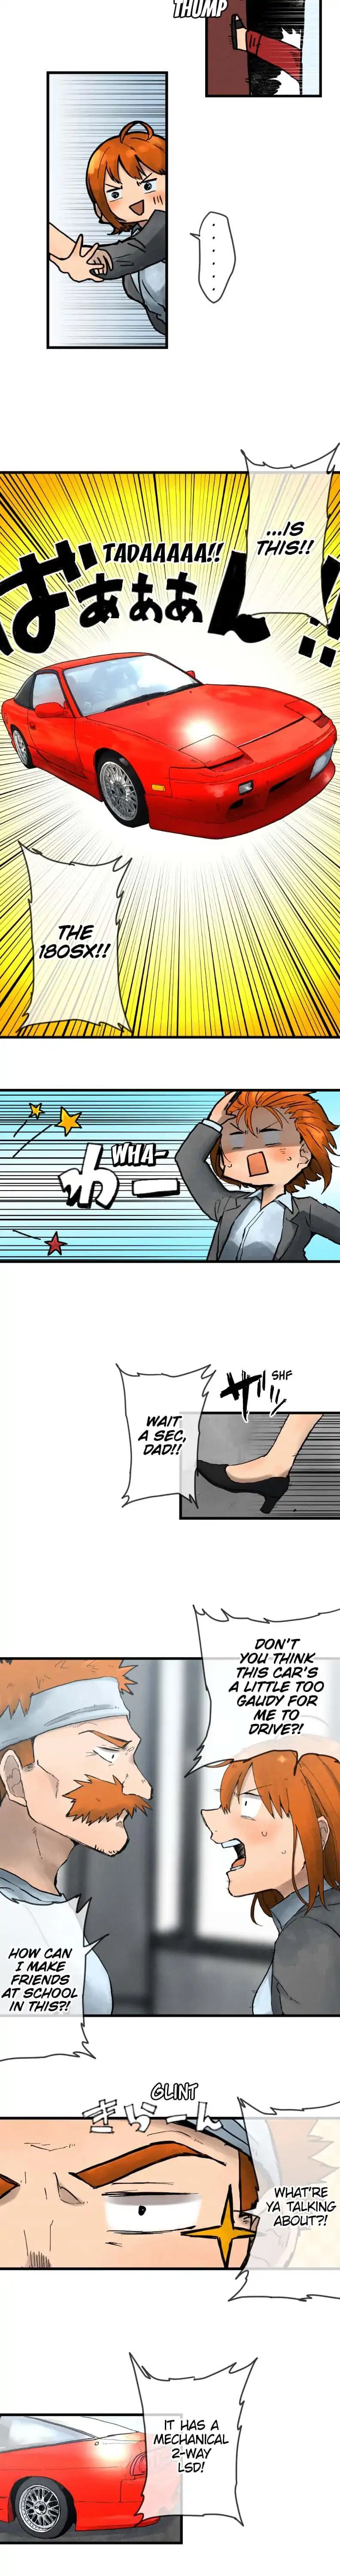 THUMP
......
...IS
THIS!!
TADAAAAA!!
ばぁぁぁん!!
THE
180SX!!
WHA-
わー
SHF
ザッ
WAIT
A SEC,
DAD!!
DON'T
YOU THINK
THIS CAR'S
A LITTLE TOO
GAUDY FOR
ME TO
DRIVE?!
HOW CAN
I MAKE
FRIENDS
AT SCHOOL
IN THIS?!
GLINT
きらーん
WHAT'RE
YA TALKING
ABOUT?!
IT HAS A
MECHANICAL
2-WAY
LSD!